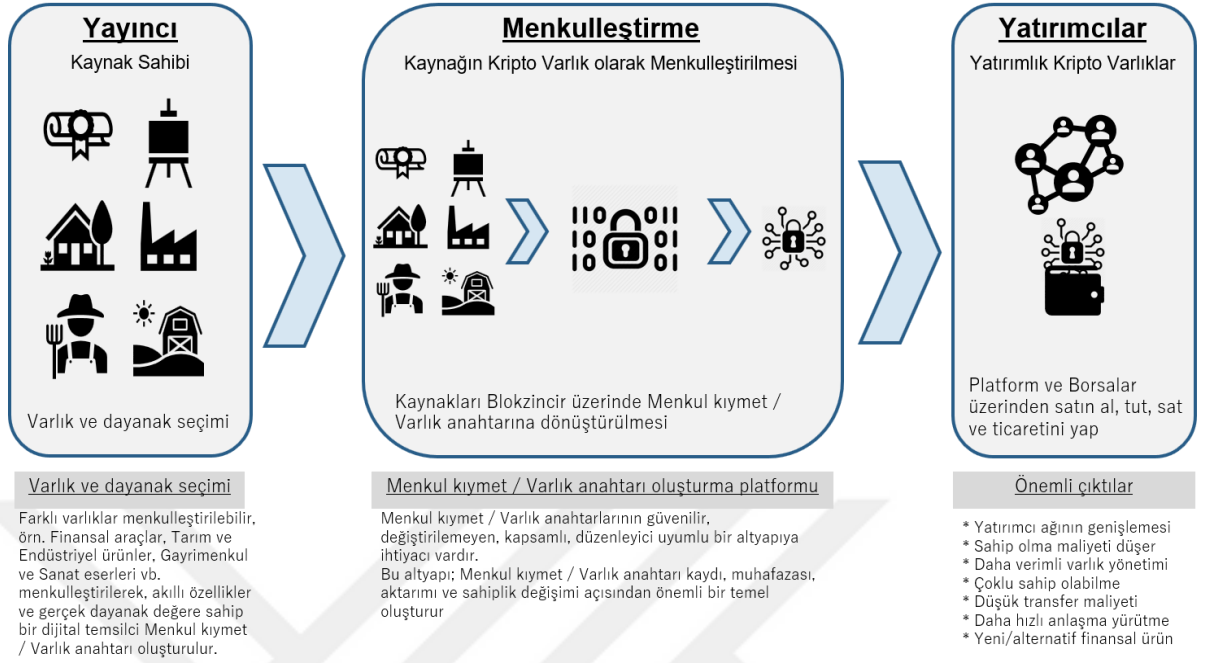 Yayıncı
Kaynak Sahibi
Varlık ve dayanak seçimi
Menkulleştirme
Kaynağın Kripto Varlık olarak Menkulleştirilmesi
110 011
10 01
10 01
Kaynakları Blokzincir üzerinde Menkul kıymet /
Varlık anahtarına dönüştürülmesi
Yatırımcılar
Yatırımlık Kripto Varlıklar
Platform ve Borsalar
üzerinden satın al, tut, sat
ve ticaretini yap
Varlık ve dayanak seçimi
Farklı varlıklar menkulleştirilebilir,
örn. Finansal araçlar, Tarım ve
Endüstriyel ürünler, Gayrimenkul
ve Sanat eserleri vb.
menkulleştirilerek, akıllı özellikler
ve gerçek dayanak değere sahip
bir dijital temsilci Menkul kıymet
/ Varlık anahtarı oluşturulur.
Menkul kıymet / Varlık anahtarı oluşturma platformu
Menkul kıymet / Varlık anahtarlarının güvenilir,
değiştirilemeyen, kapsamlı, düzenleyici uyumlu bir altyapıya
ihtiyacı vardır.
Bu altyapı; Menkul kıymet / Varlık anahtarı kaydı, muhafazası,
aktarımı ve sahiplik değişimi açısından önemli bir temel
oluşturur
Önemli çıktılar
* Yatırımcı ağının genişlemesi
* Sahip olma maliyeti düşer
* Daha verimli varlık yönetimi
* Çoklu sahip olabilme
* Düşük transfer maliyeti
* Daha hızlı anlaşma yürütme
* Yeni/alternatif finansal ürün